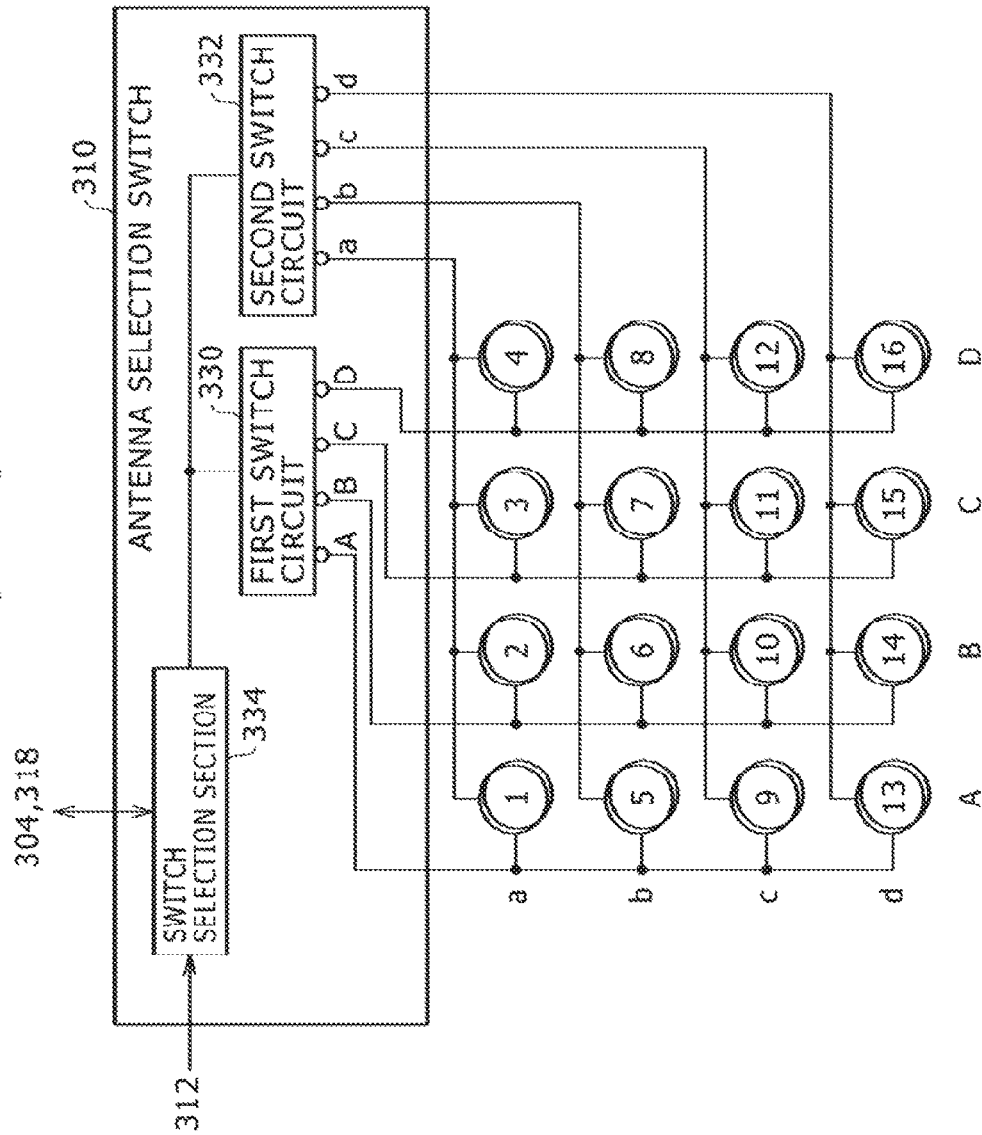 310
ANTENNA SELECTION SWITCH
304,318
312
SWITCH
SELECTION SECTION
334
FIRST SWITCH
CIRCUIT
330
A B C D
SECOND SWITCH
CIRCUIT
332
a b c d
a 1 2 3 4
b 5 6 7 8
c 9 10 11 12
d 13 14 15 16
A B C D